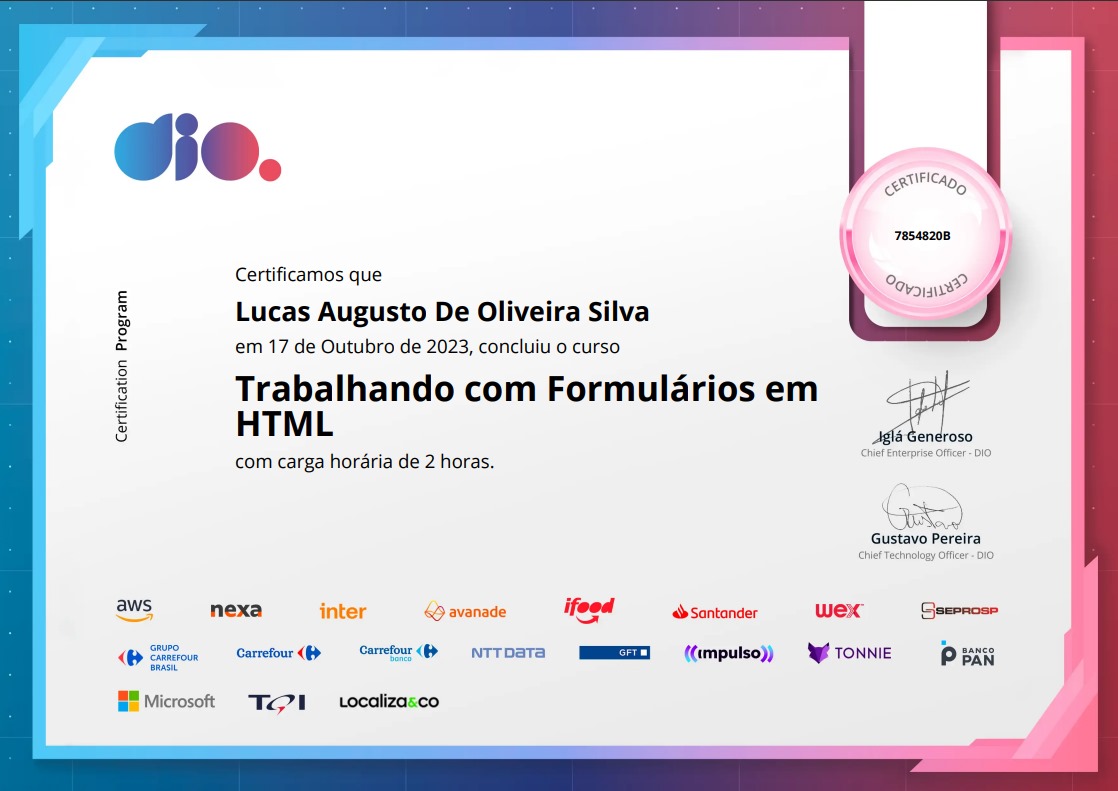 dio.
CERTIFICADO
7854820B
CERTIFICADO
Certification Program
Certificamos que
Lucas Augusto De Oliveira Silva
em 17 de Outubro de 2023, concluiu o curso
Trabalhando com Formulários em
HTML
com carga horária de 2 horas.
Iglá Generoso
Chief Enterprise Officer - DIO
Gustavo Pereira
Chief Technology Officer - DIO
aws nexa inter avanade ifood Santander wex SEPROSP
GRUPO
CARREFOUR
BRASIL
Carrefour
Carrefour
banco
NTT DATA
GFT
impulso
TONNIE
BANCO
PAN
Microsoft TQI Localiza&co